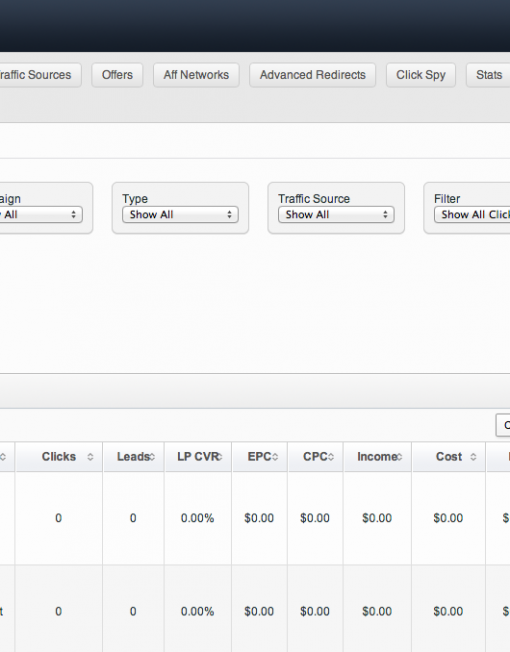 raffic Sources Offers Aff Networks Advanced Redirects Click Spy Stats
aign Type Traffic Source Filter
All Show All Show All Show All Clic
C
Clicks Leads LP CVR EPC CPC Income Cost
0 0 0.00% $0.00 $0.00 $0.00 $0.00 $
t 0 0 0.00% $0.00 $0.00 $0.00 $0.00 $